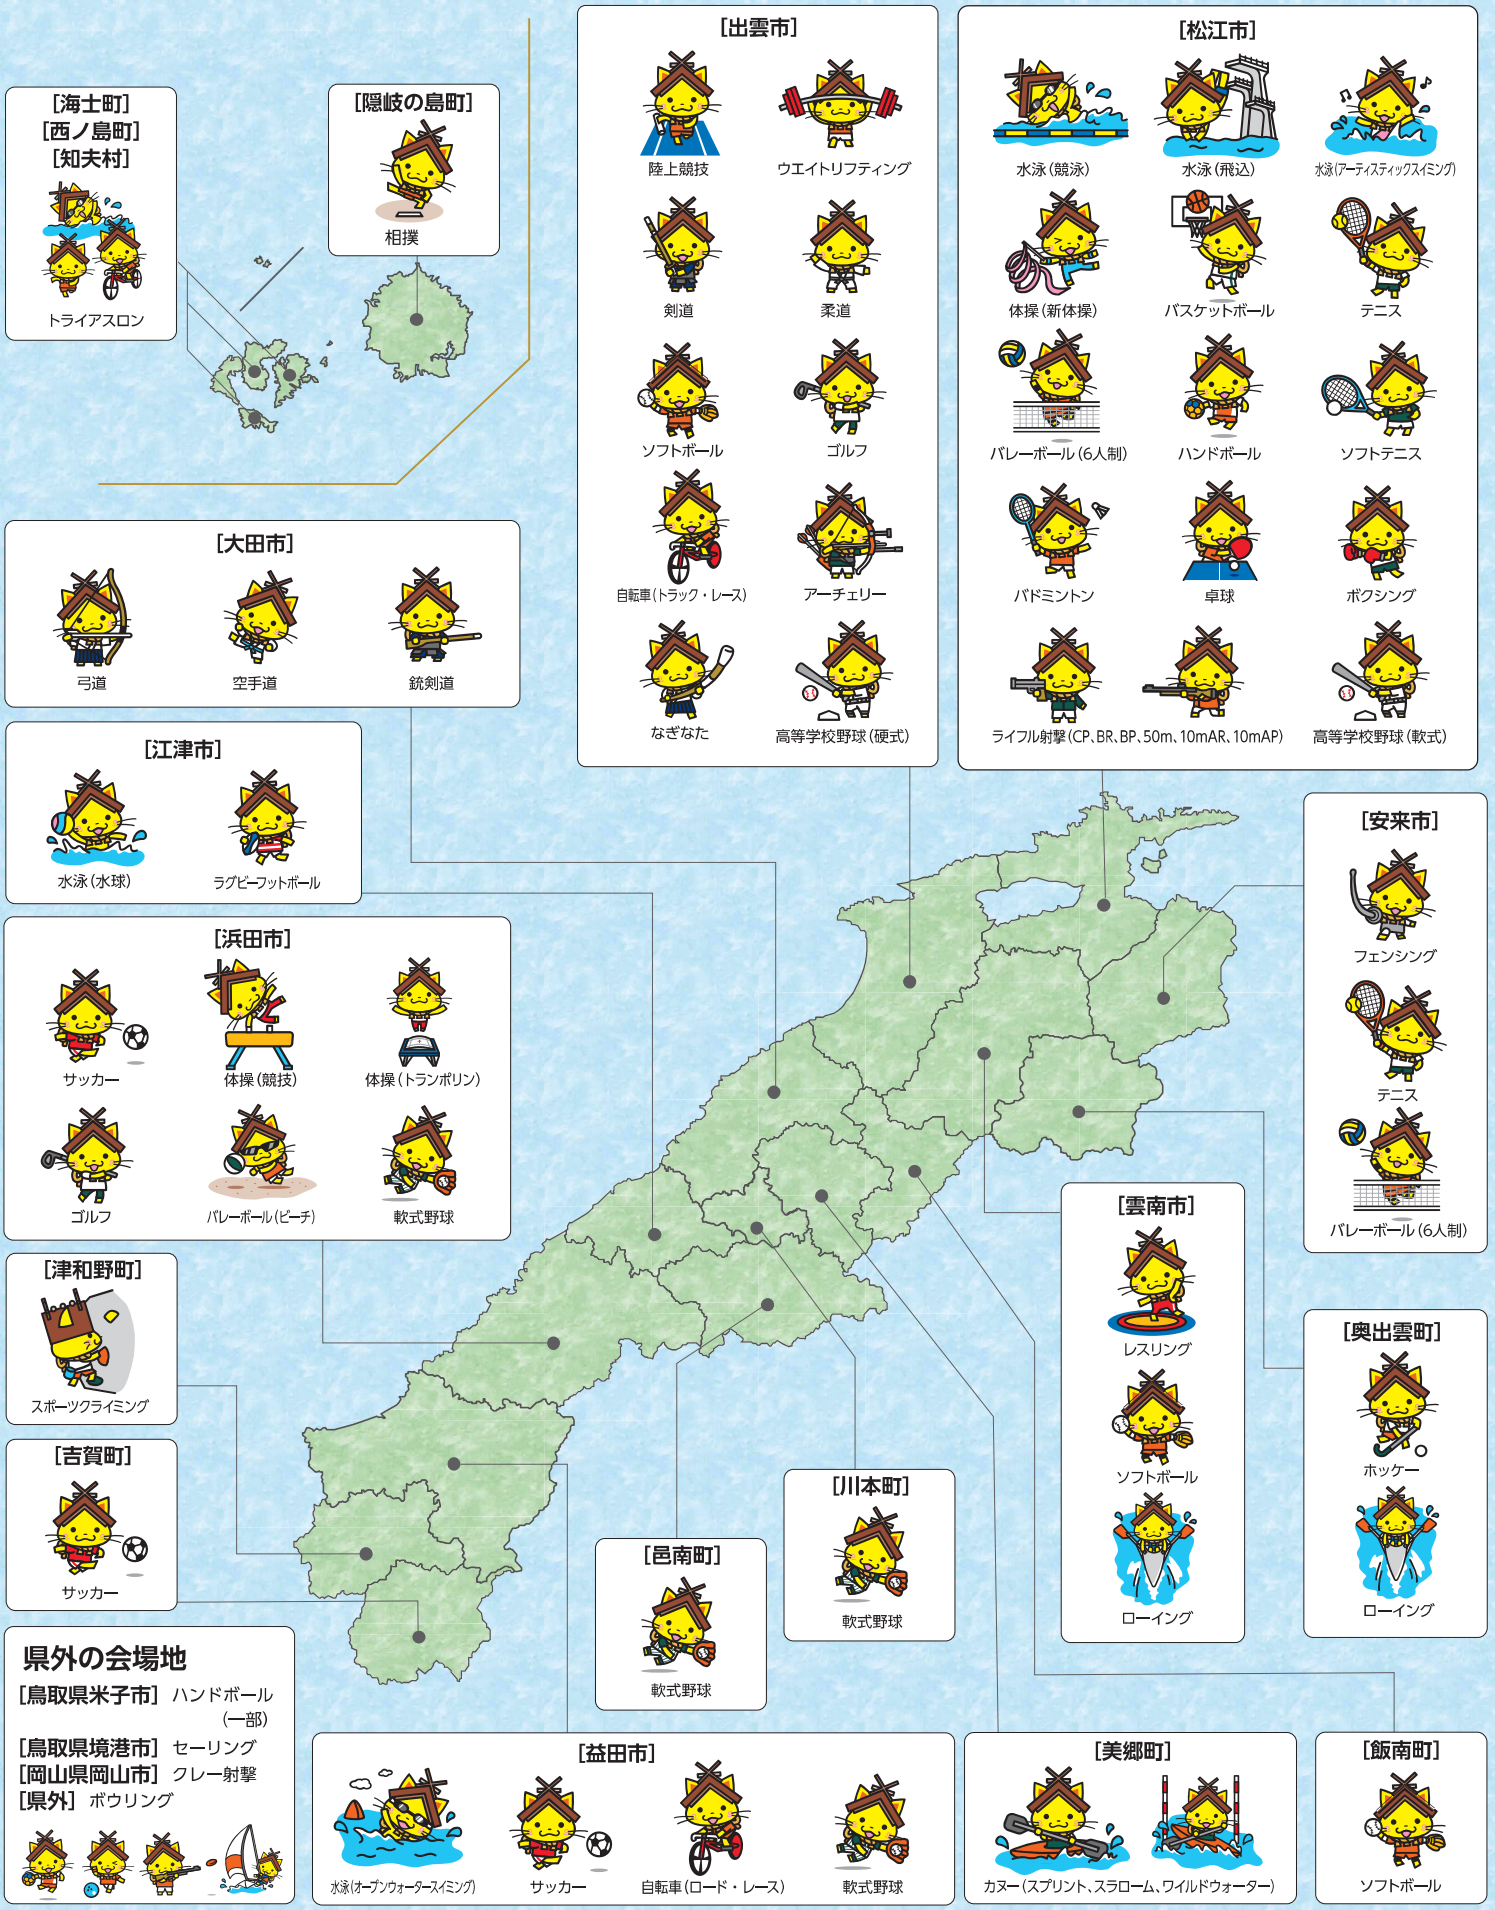 [海士町]
[西ノ島町]
[知夫村]
トライアスロン
[隠岐の島町]
相撲
[出雲市]
陸上競技
ウエイトリフティング
剣道
柔道
ソフトボール
ゴルフ
自転車(トラック・レース)
アーチェリー
なぎなた
高等学校野球(硬式)
[松江市]
水泳(競泳)
水泳(飛込)
水泳(アーティスティックスイミング)
体操(新体操)
バスケットボール
テニス
バレーボール(6人制)
ハンドボール
ソフトテニス
バドミントン
卓球
ボクシング
ライフル射撃(CP、BR、BP、50m、10mAR、10mAP)
高等学校野球(軟式)
[大田市]
弓道
空手道
銃剣道
[江津市]
水泳(水球)
ラグビーフットボール
[浜田市]
サッカー
体操(競技)
体操(トランポリン)
ゴルフ
バレーボール(ビーチ)
軟式野球
[安来市]
フェンシング
テニス
バレーボール(6人制)
[津和野町]
スポーツクライミング
[吉賀町]
サッカー
[雲南市]
レスリング
ソフトボール
ローイング
[奥出雲町]
ホッケー
ローイング
[川本町]
軟式野球
[邑南町]
軟式野球
県外の会場地
[鳥取県米子市] ハンドボール
(一部)
[鳥取県境港市] セーリング
[岡山県岡山市] クレー射撃
[県外] ボウリング
[益田市]
水泳(オープンウォータースイミング)
サッカー
自転車(ロード・レース)
軟式野球
[美郷町]
カヌー(スプリント、スラローム、ワイルドウォーター)
[飯南町]
ソフトボール